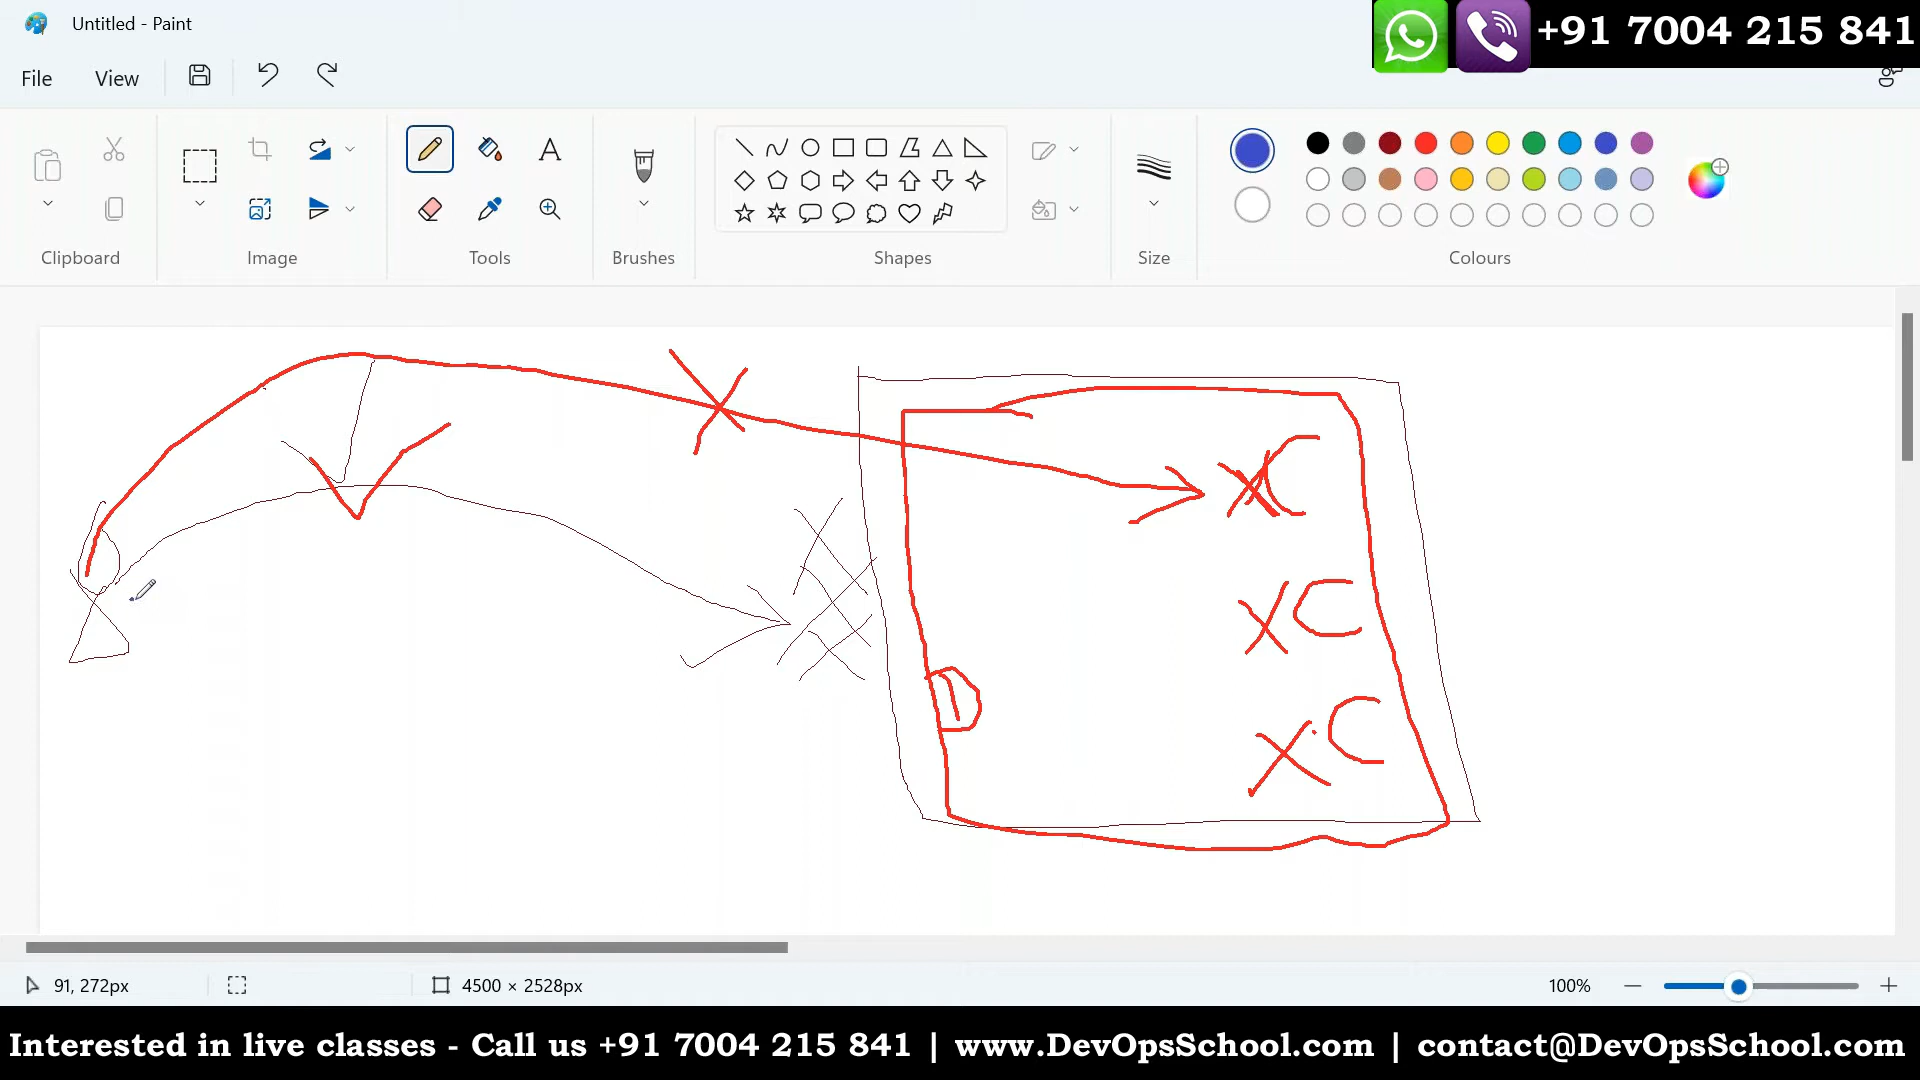 Untitled - Paint
+91 7004 215 841
File
View
Clipboard
Image
Tools
Brushes
Shapes
Size
Colours
C
XC
X C
91, 272px
4500 × 2528px
100%
Interested in live classes - Call us +91 7004 215 841 | www.DevOpsSchool.com | contact@DevOpsSchool.com